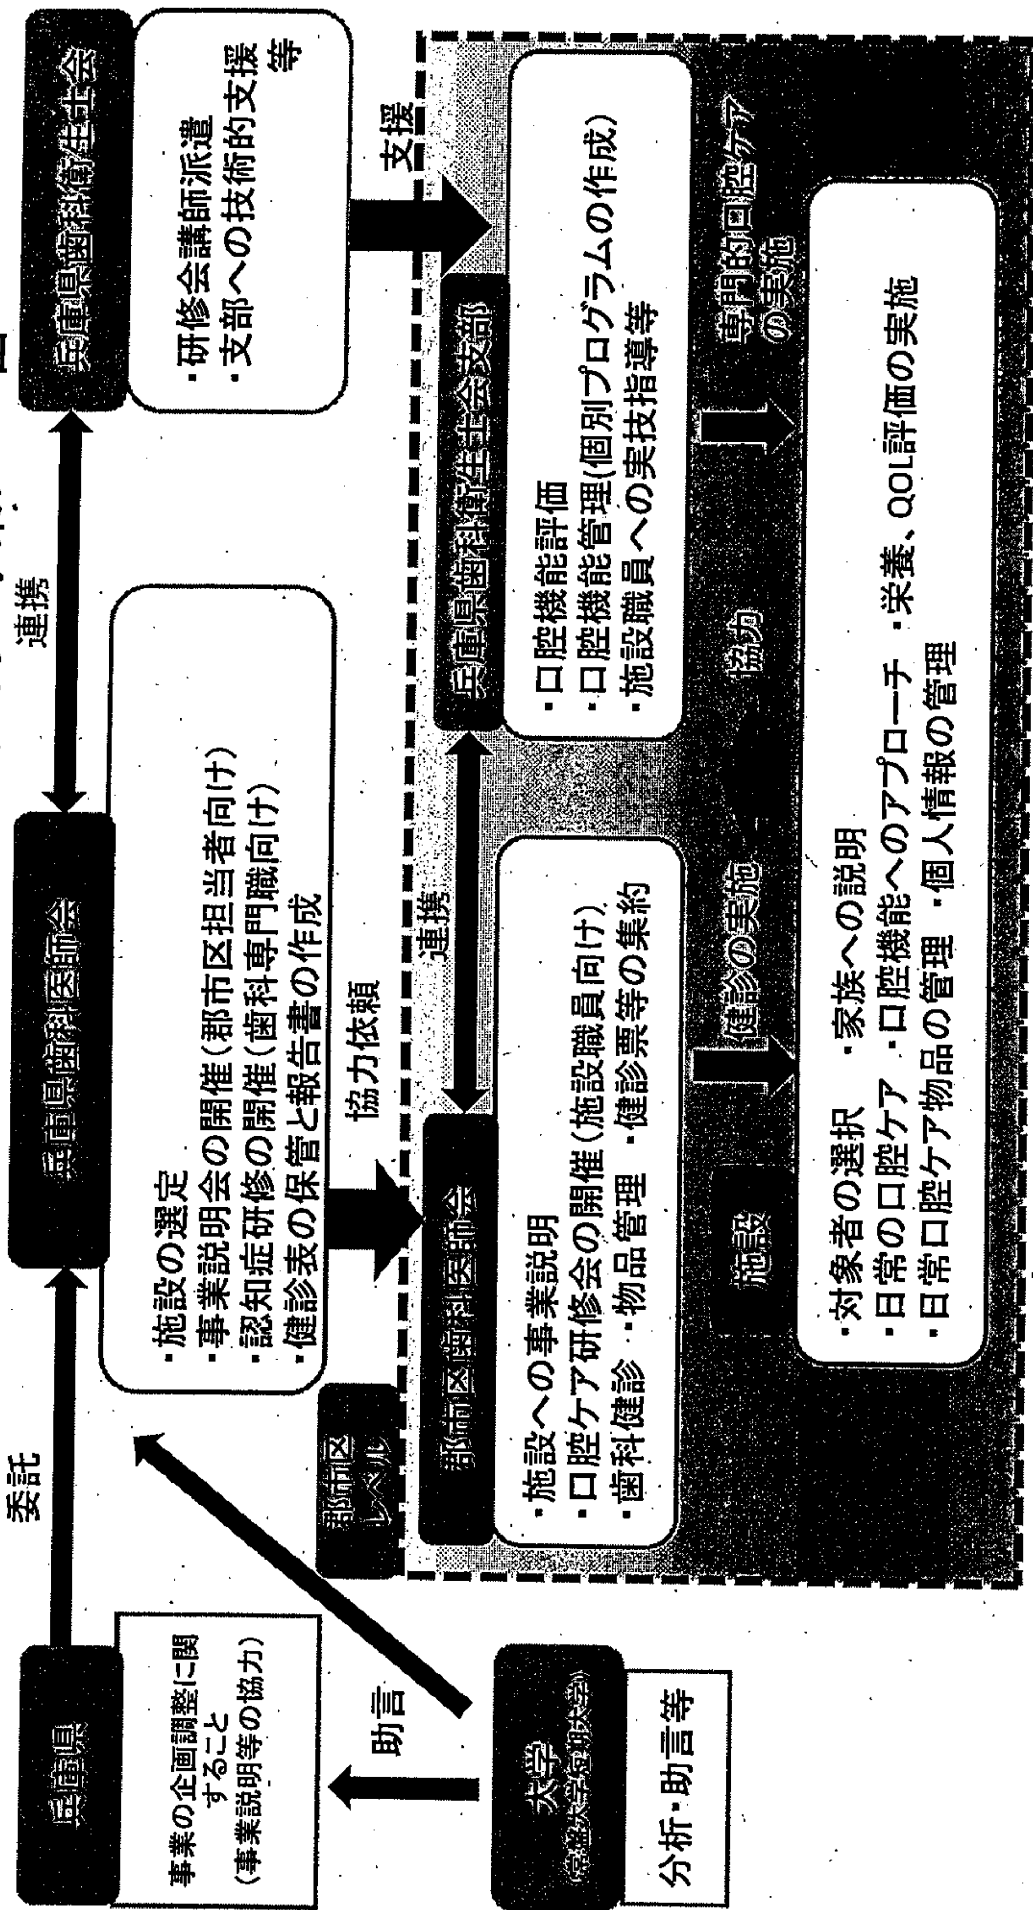 委託
連携
兵庫県
事業の企画調整に関
すること
(事業説明等の協力)
兵庫県歯科医師会
・施設の選定
・事業説明会の開催(郡市区担当者向け)
・認知症研修の開催(歯科専門職向け)
・健診表の保管と報告書の作成
兵庫県歯科衛生士会
・研修会講師派遣
・支部への技術的支援
等
助言
大学
(常盤大学短期大学)
分析・助言等
協力依頼
支援
郡市区
レベル
郡市区歯科医師会
・施設への事業説明
・口腔ケア研修会の開催(施設職員向け)
・歯科健診 ・物品管理 ・健診票等の集約
連携
兵庫県歯科衛生士会支部
・口腔機能評価
・口腔機能管理(個別プログラムの作成)
・施設職員への実技指導等
施設
健診の実施
協力
専門的口腔ケア
の実施
・対象者の選択 ・家族への説明
・日常の口腔ケア ・口腔機能へのアプローチ ・栄養、QOL評価の実施
・日常口腔ケア物品の管理 ・個人情報の管理